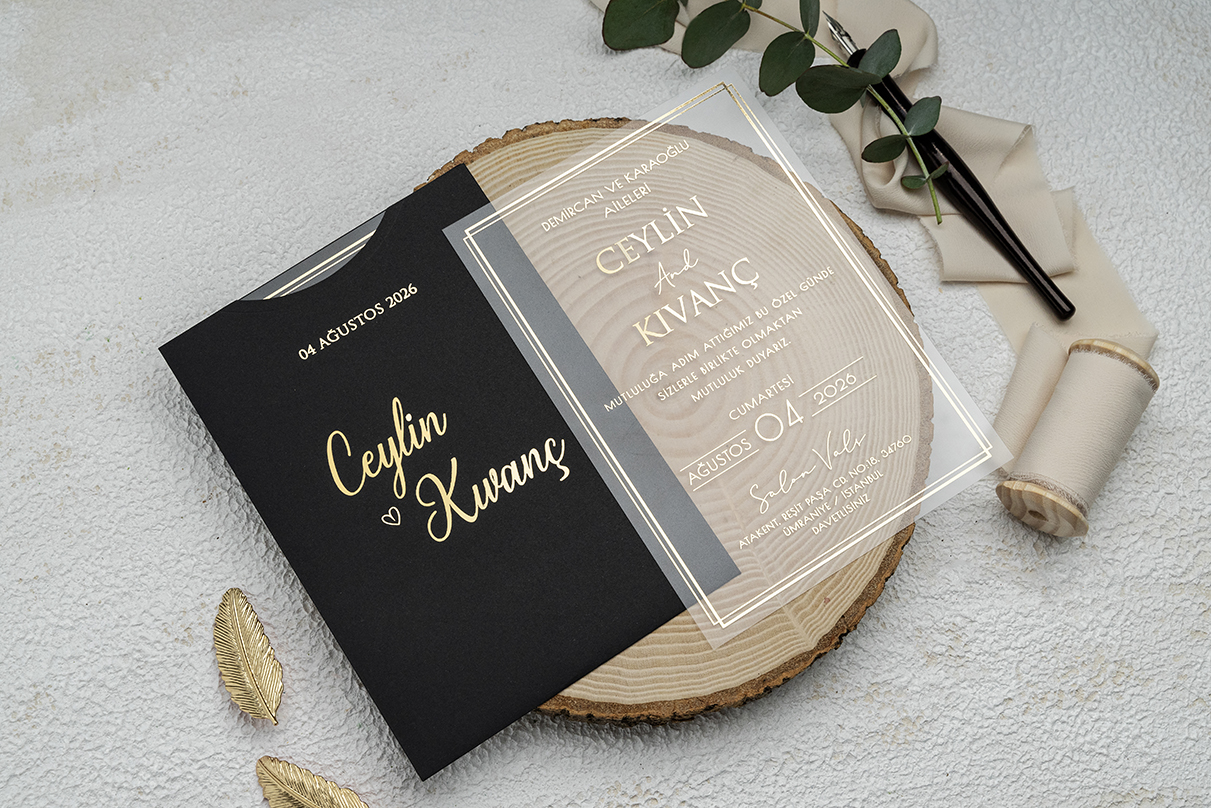 04 AĞUSTOS 2026
Ceylin
Kıvanç
DEMİRCAN VE KARAOĞLU
AİLELERİ
CEYLİN
And
KIVANÇ
MUTLULUĞA ADIM ATTIĞIMIZ BU ÖZEL GÜNDE
SİZLERLE BİRLİKTE OLMAKTAN
MUTLULUK DUYARIZ.
CUMARTESİ
AĞUSTOS 04 2026
Salon Vals
ATAKENT, REŞİT PAŞA CD. NO:18, 34760
ÜMRANİYE / İSTANBUL
DAVETLİSİNİZ